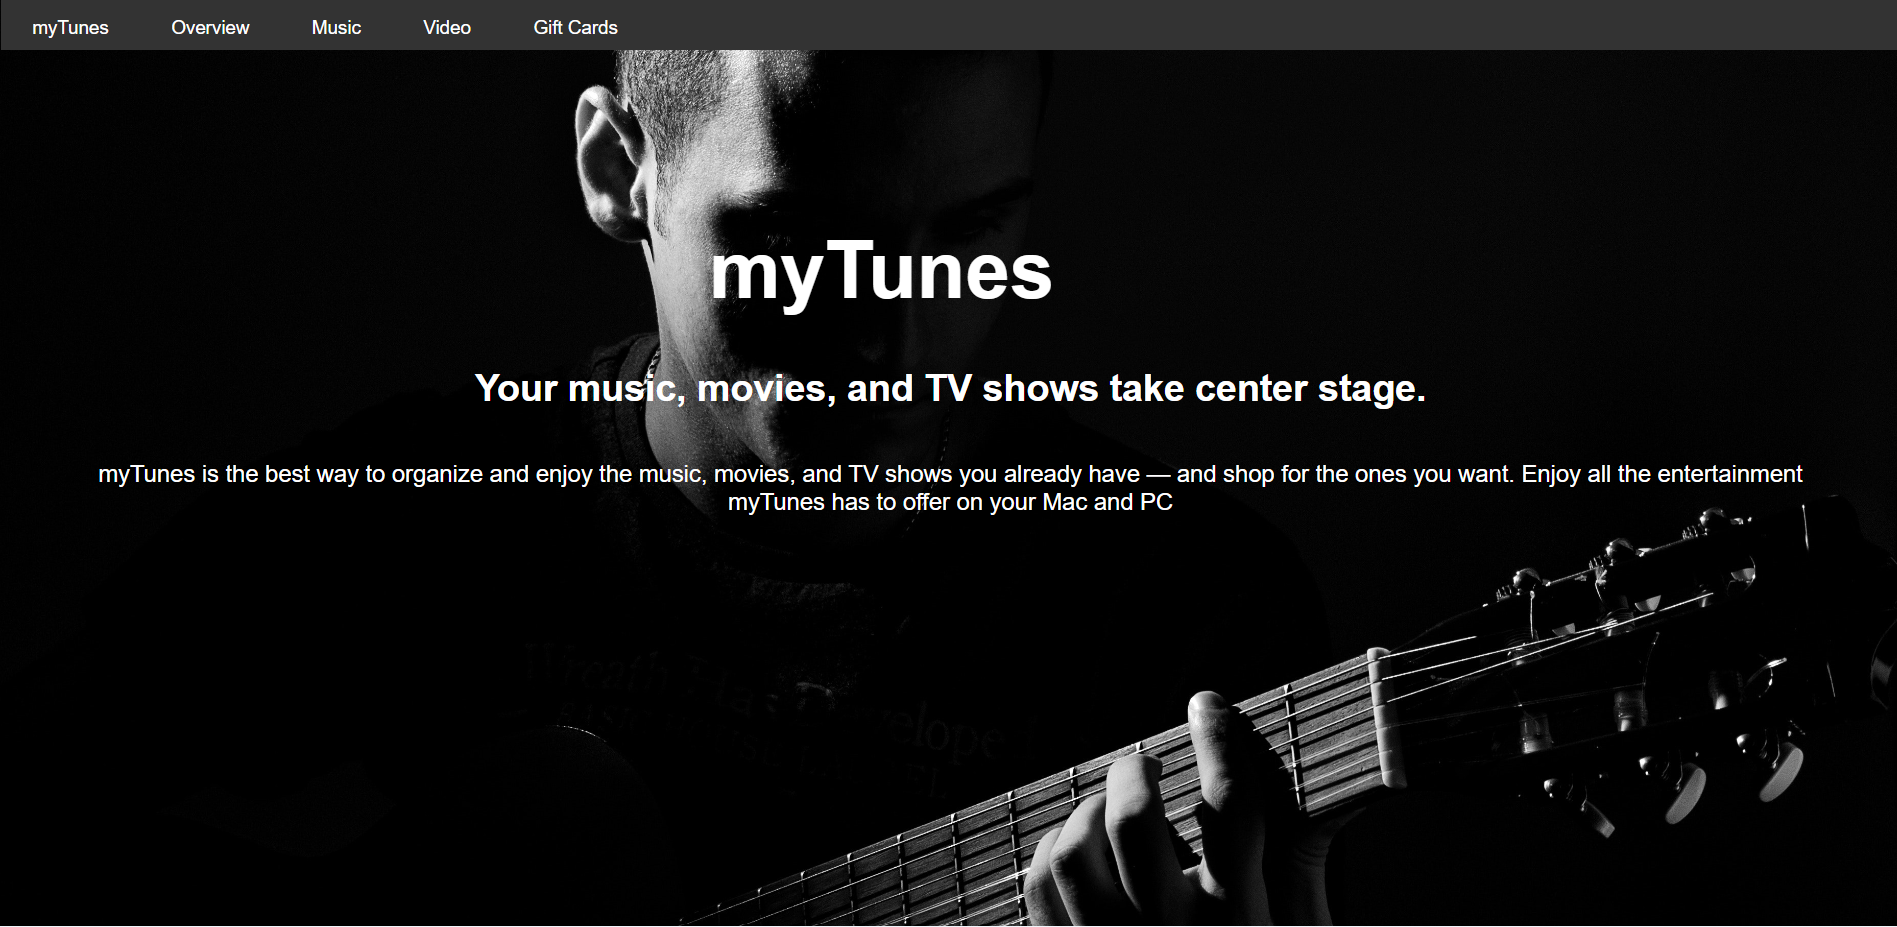 myTunes Overview Music Video Gift Cards
myTunes
Your music, movies, and TV shows take center stage.
myTunes is the best way to organize and enjoy the music, movies, and TV shows you already have — and shop for the ones you want. Enjoy all the entertainment
myTunes has to offer on your Mac and PC